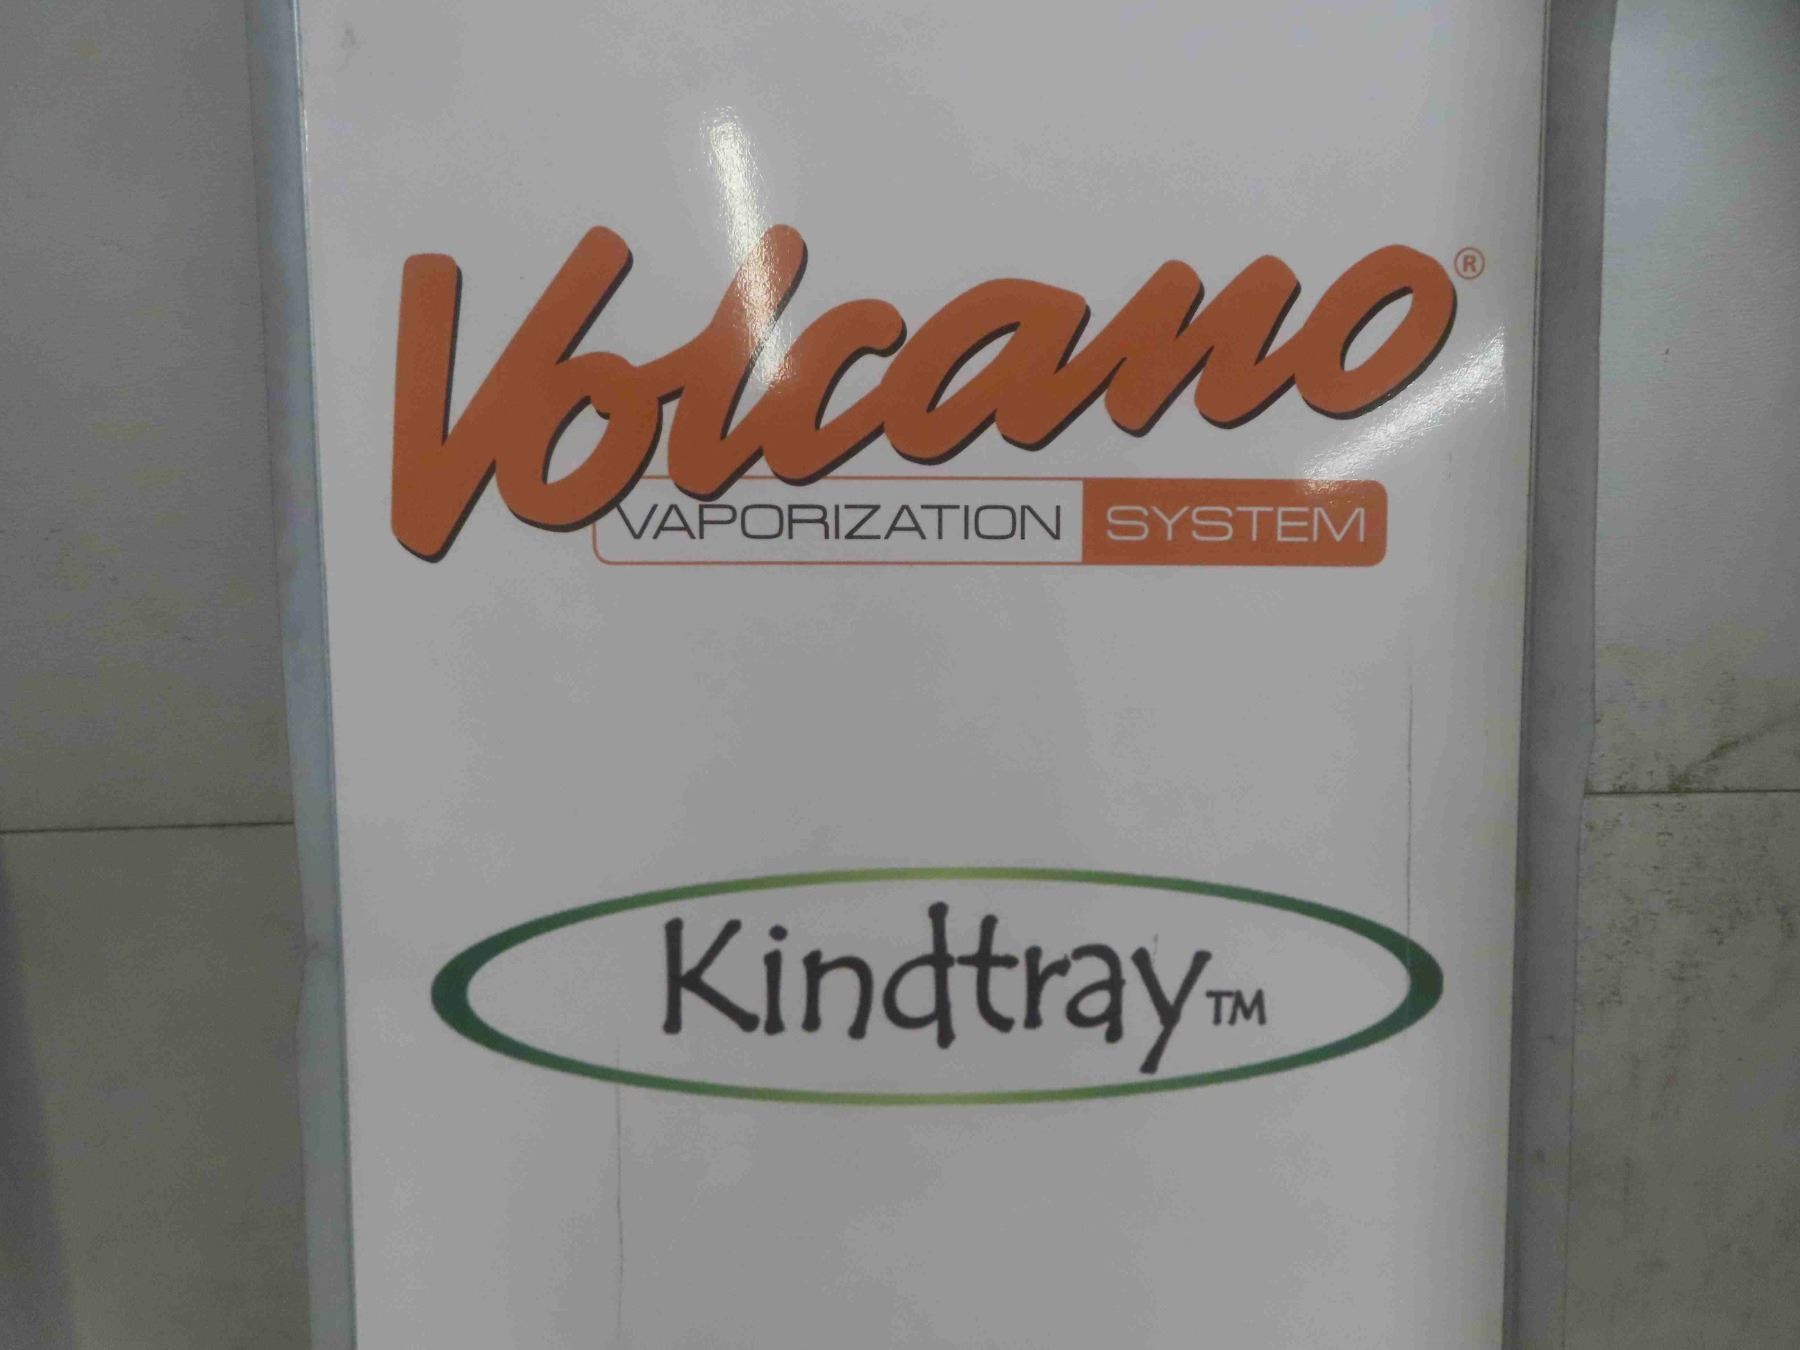 Volcano®
VAPORIZATION SYSTEM
Kindtray™